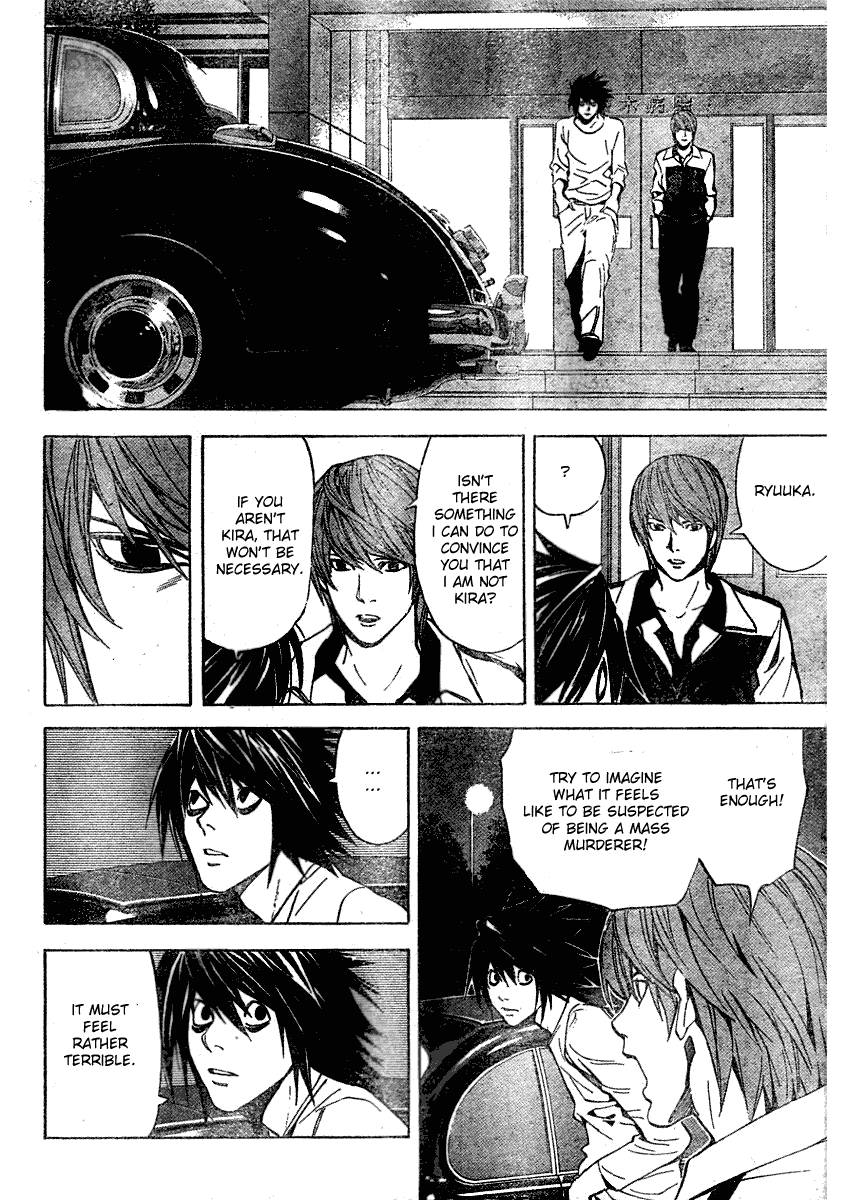 病院
RYUUKA.
?
ISN'T
THERE
SOMETHING
I CAN DO TO
CONVINCE
YOU THAT
I AM NOT
KIRA?
IF YOU
AREN'T
KIRA, THAT
WON'T BE
NECESSARY.
THAT'S
ENOUGH!
TRY TO IMAGINE
WHAT IT FEELS
LIKE TO BE SUSPECTED
OF BEING A MASS
MURDERER!
...
...
IT MUST
FEEL
RATHER
TERRIBLE.